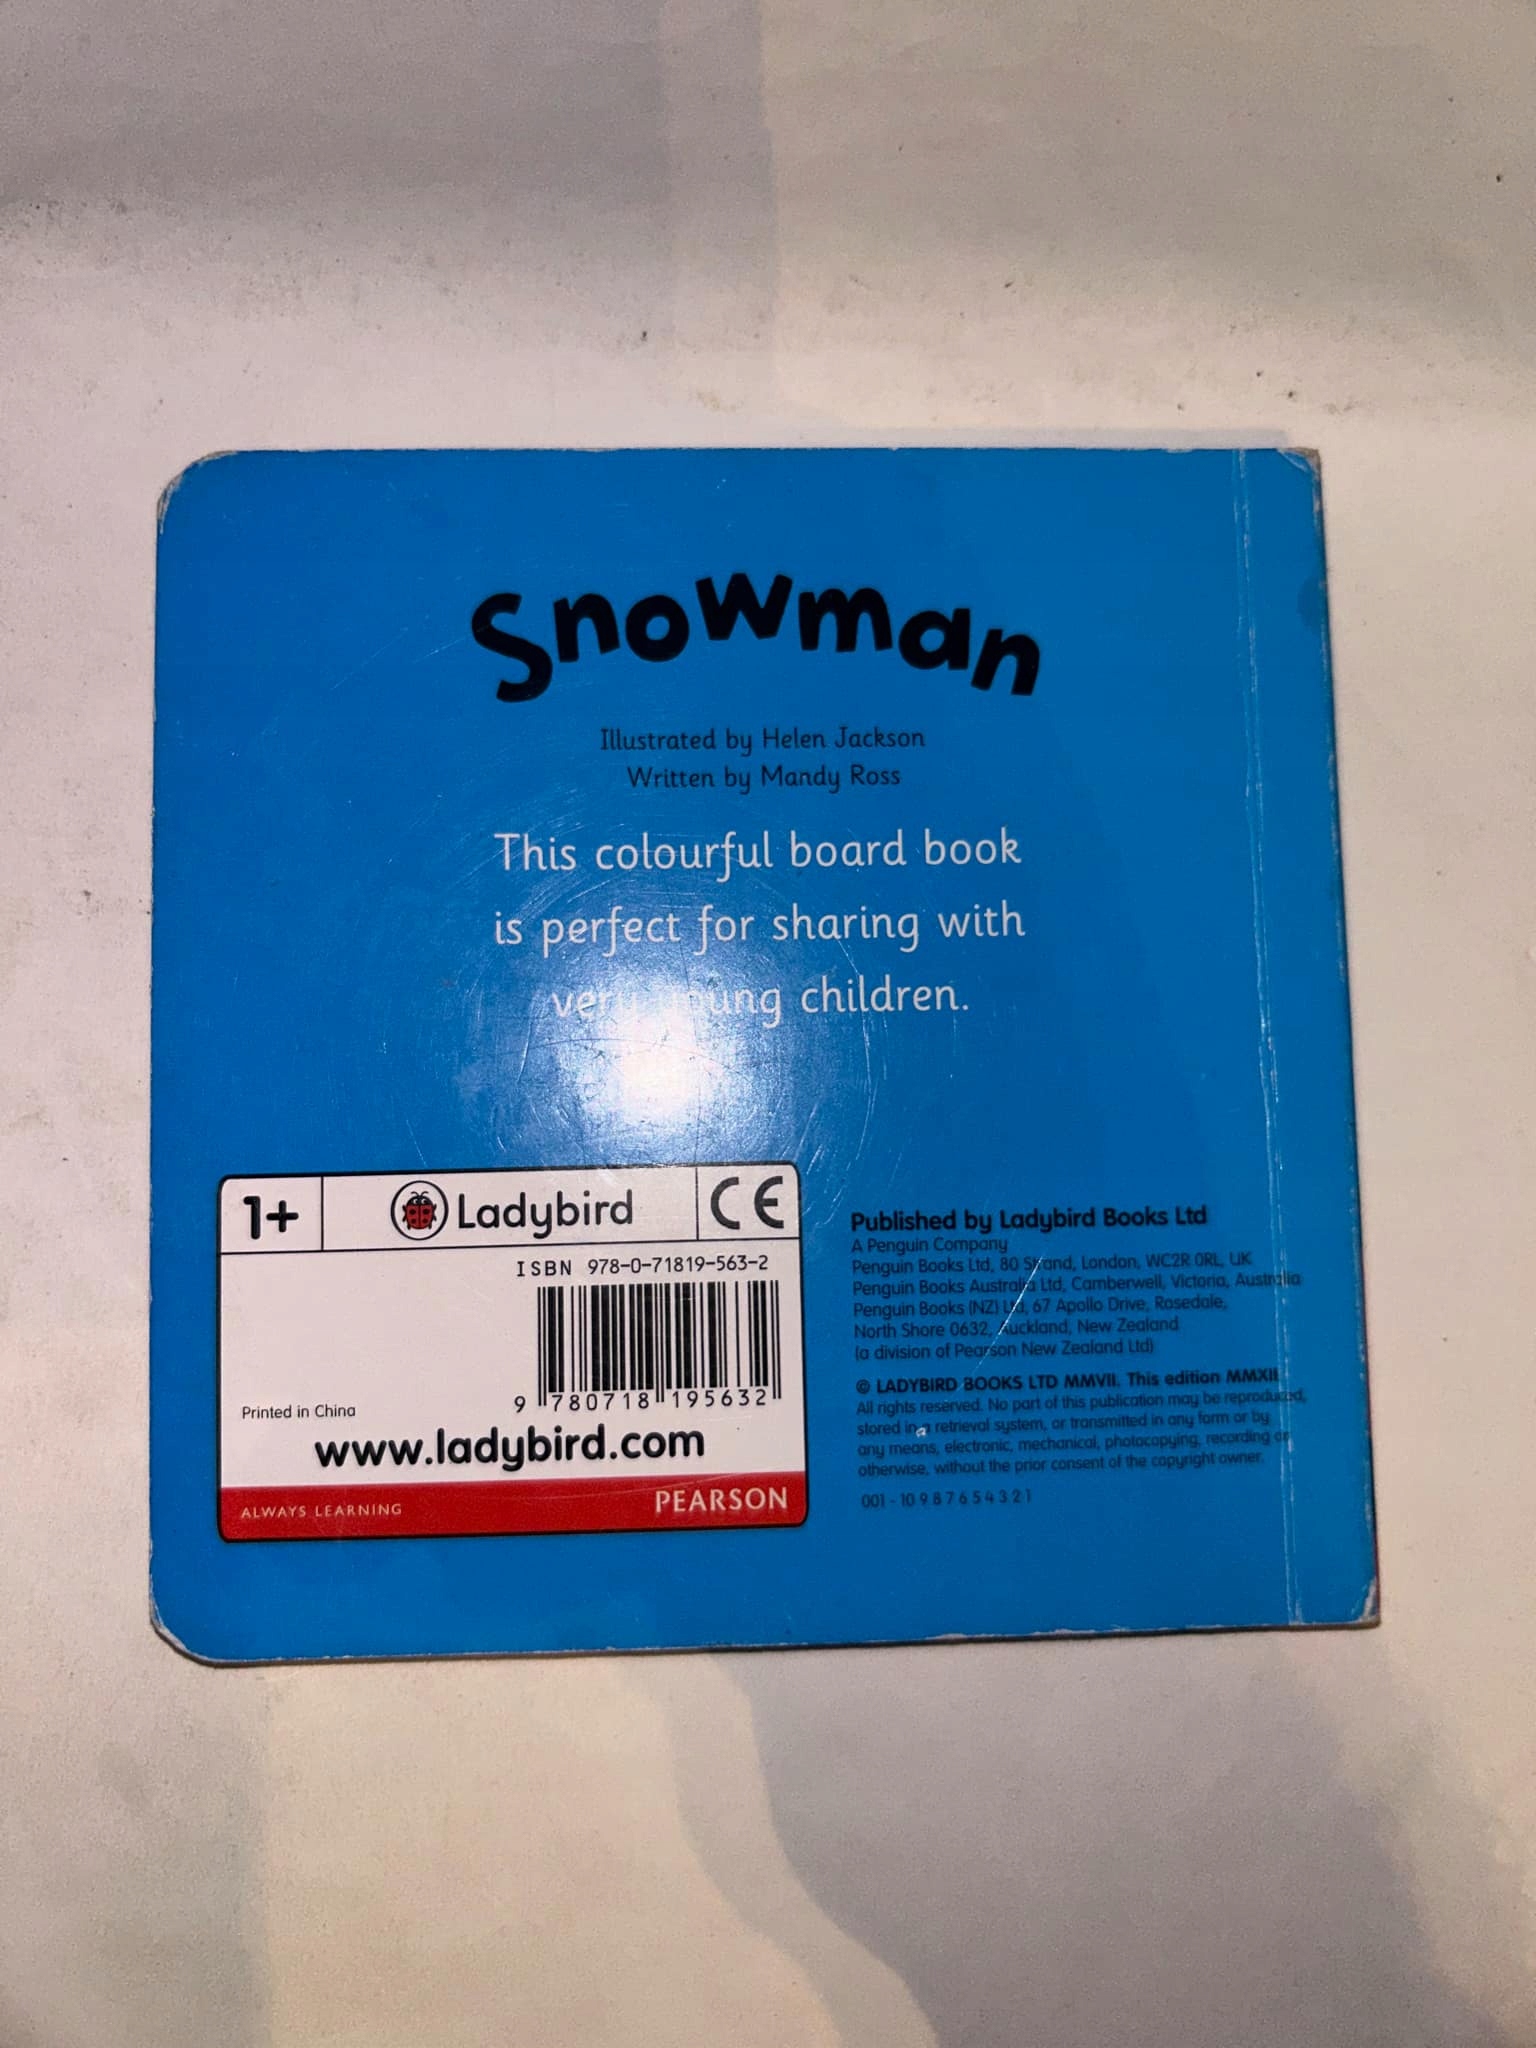 Snowman
Illustrated by Helen Jackson
Written by Mandy Ross
This colourful board book
is perfect for sharing with
very young children.
1+
Ladybird
CE
ISBN 978-0-71819-563-2
9 780718 195632
Printed in China
www.ladybird.com
ALWAYS LEARNING
PEARSON
Published by Ladybird Books Ltd
A Penguin Company
Penguin Books Ltd, 80 Strand, London, WC2R 0RL, UK
Penguin Books Australia Ltd, Camberwell, Victoria, Australia
Penguin Books (NZ) Ltd, 67 Apollo Drive, Rosedale,
North Shore 0632, Auckland, New Zealand
(a division of Pearson New Zealand Ltd)
© LADYBIRD BOOKS LTD MMVII. This edition MMXII
All rights reserved. No part of this publication may be reproduced,
stored in a retrieval system, or transmitted in any form or by
any means, electronic, mechanical, photocopying, recording or
otherwise, without the prior consent of the copyright owner.
001 - 10 9 8 7 6 5 4 3 2 1